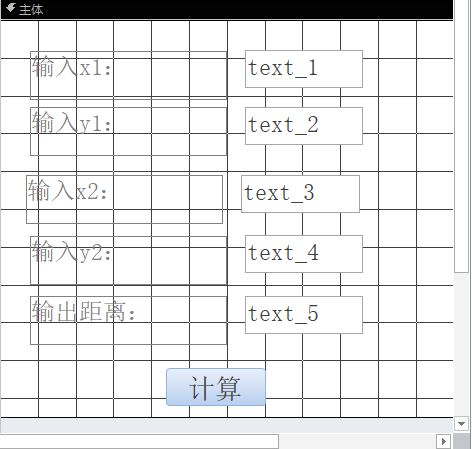 主体
输入x1： text_1
输入y1： text_2
输入x2： text_3
输入y2： text_4
输出距离： text_5
计算